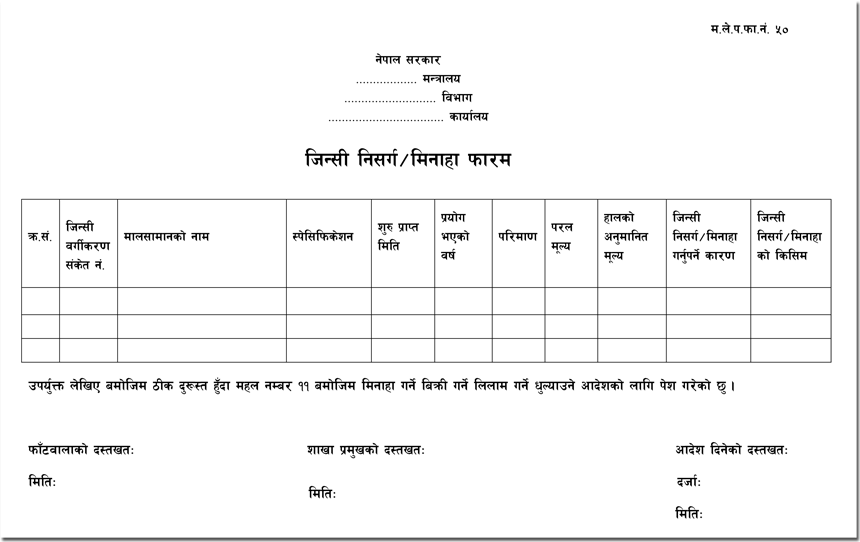 म.ले.प.फा.नं. ५०
नेपाल सरकार
.................. मन्त्रालय
........................... विभाग
.................................. कार्यालय
जिन्सी निसर्ग/मिनाहा फारम
क्र.सं.
जिन्सी
वर्गीकरण
संकेत नं.
मालसामानको नाम
स्पेसिफिकेशन
शुरु प्राप्त
मिति
प्रयोग
भएको
वर्ष
परिमाण
परल
मूल्य
हालको
अनुमानित
मूल्य
जिन्सी
निसर्ग/मिनाहा
गर्नुपर्ने कारण
जिन्सी
निसर्ग/मिनाहा
को किसिम
उपर्युक्त लेखिए बमोजिम ठीक दुरूस्त हुँदा महल नम्बर ११ बमोजिम मिनाहा गर्ने बिक्री गर्ने लिलाम गर्ने धुल्याउने आदेशको लागि पेश गरेको छु ।
फाँटवालाको दस्तखतः
शाखा प्रमुखको दस्तखतः
आदेश दिनेको दस्तखतः
मितिः
दर्जाः
मितिः
मितिः